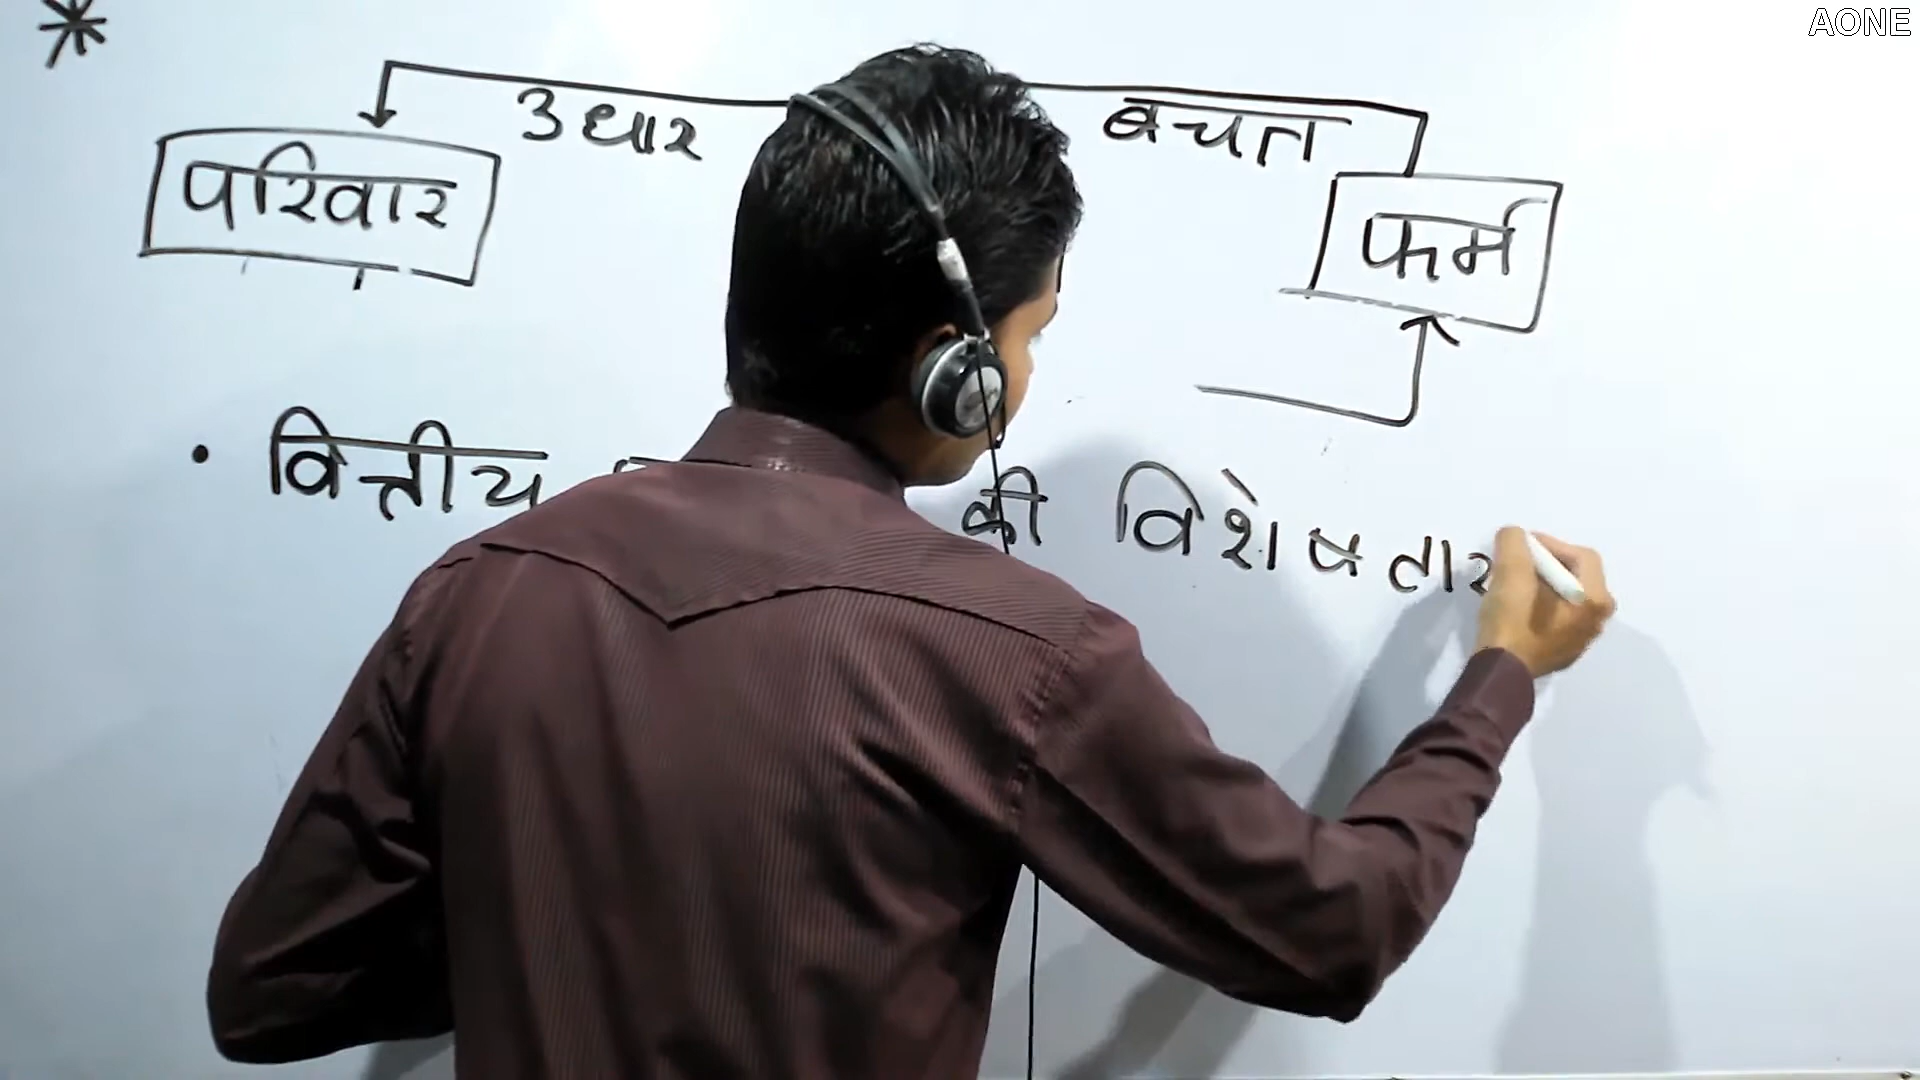 AONE
उधार बचत
परिवार फर्म
वित्तीय की विशेषता